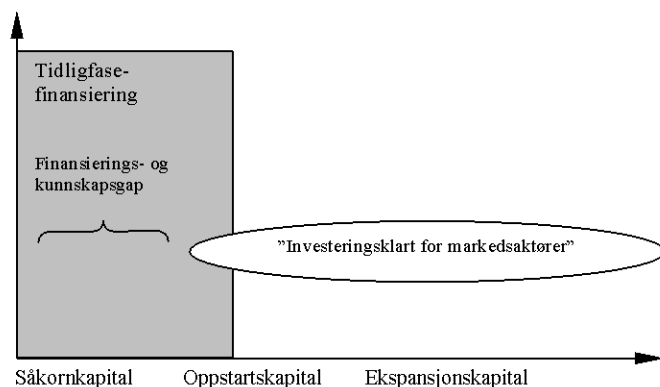 Tidligfase-
finansiering
Finansierings- og
kunnskapsgap
”Investeringsklart for markedsaktører”
Såkornkapital Oppstartskapital Ekspansjonskapital